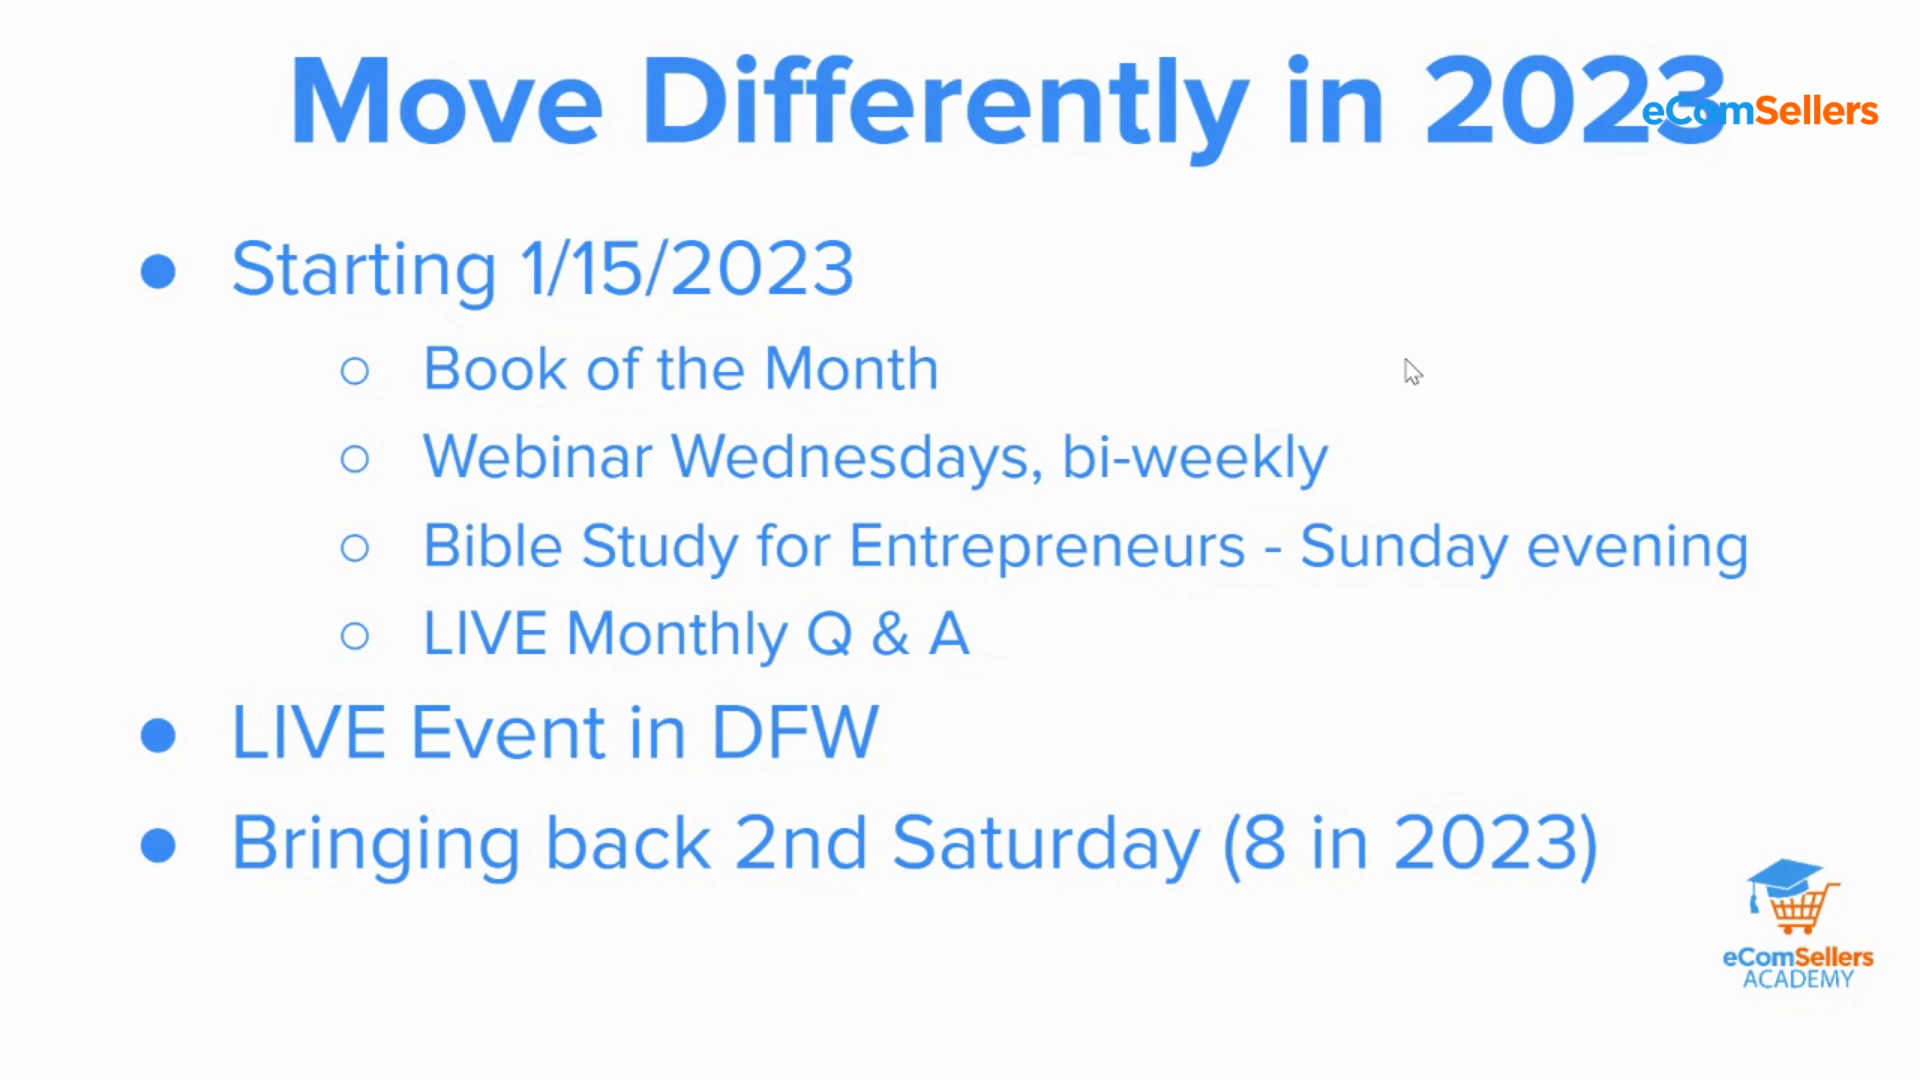 Move Differently in 2023
eComSellers
Starting 1/15/2023
Book of the Month
Webinar Wednesdays, bi-weekly
Bible Study for Entrepreneurs - Sunday evening
LIVE Monthly Q & A
LIVE Event in DFW
Bringing back 2nd Saturday (8 in 2023)
eComSellers
ACADEMY